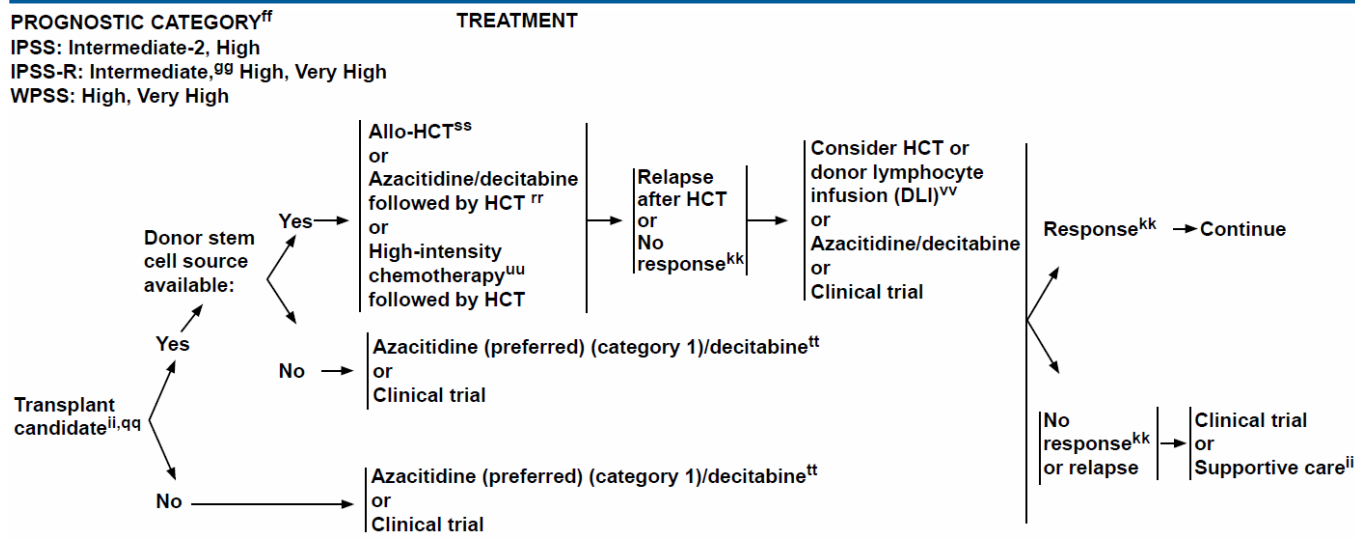 PROGNOSTIC CATEGORYff
TREATMENT
IPSS: Intermediate-2, High
IPSS-R: Intermediate,gg High, Very High
WPSS: High, Very High
Allo-HCTss
or
Azacitidine/decitabine
followed by HCT rr
or
High-intensity
chemotherapyuu
followed by HCT
Relapse
after HCT
or
No
responsekk
Consider HCT or
donor lymphocyte
infusion (DLI)vv
or
Azacitidine/decitabine
or
Clinical trial
Responsekk
Continue
Yes
Donor stem
cell source
available:
Yes
No
Azacitidine (preferred) (category 1)/decitabinett
or
Clinical trial
Transplant
candidateii,qq
No
Azacitidine (preferred) (category 1)/decitabinett
or
Clinical trial
No
responsekk
or relapse
Clinical trial
or
Supportive careii